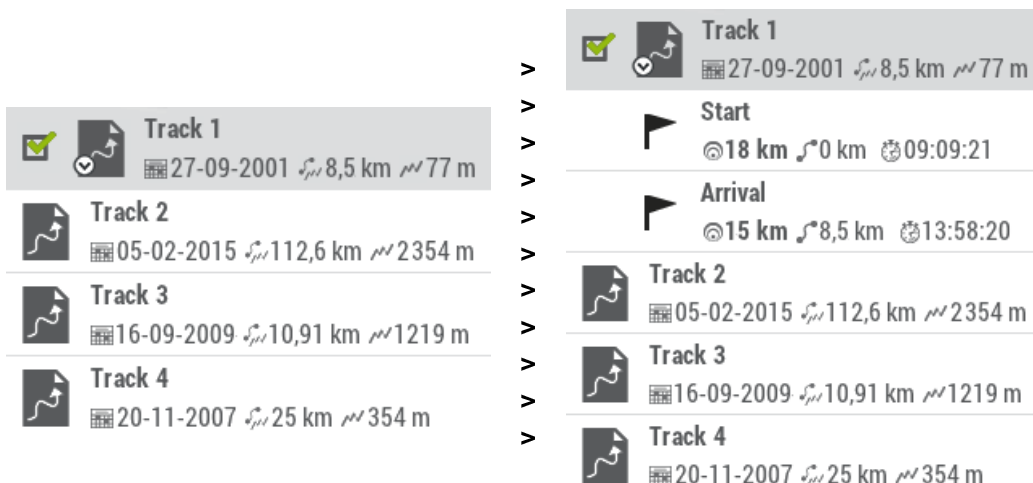 Track 1
27-09-2001 8,5 km 77 m
Track 2
05-02-2015 112,6 km 2354 m
Track 3
16-09-2009 10,91 km 1219 m
Track 4
20-11-2007 25 km 354 m
>
>
>
>
>
>
>
>
>
>
>
Track 1
27-09-2001 8,5 km 77 m
Start
18 km 0 km 09:09:21
Arrival
15 km 8,5 km 13:58:20
Track 2
05-02-2015 112,6 km 2354 m
Track 3
16-09-2009 10,91 km 1219 m
Track 4
20-11-2007 25 km 354 m